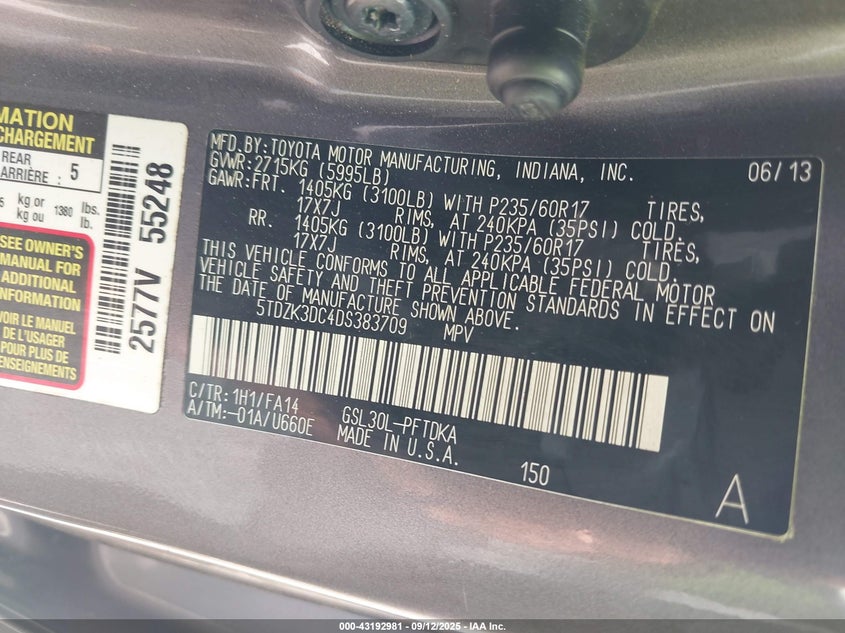 MATION
CHARGEMENT
REAR
ARRIÈRE : 5
kg or
kg ou 1380 lbs.
lb.
SEE OWNER'S
MANUAL FOR
ADDITIONAL
INFORMATION
VOIR LE MANUEL
DE L'USAGER
POUR PLUS DE
RENSEIGNEMENTS
2577V 55248
MFD.BY:TOYOTA MOTOR MANUFACTURING, INDIANA, INC. 06/13
GVWR:2715KG (5995LB)
GAWR:FRT. 1405KG (3100LB) WITH P235/60R17 TIRES,
17X7J RIMS, AT 240KPA (35PSI) COLD.
RR. 1405KG (3100LB) WITH P235/60R17 TIRES,
17X7J RIMS, AT 240KPA (35PSI) COLD.
THIS VEHICLE CONFORMS TO ALL APPLICABLE FEDERAL MOTOR
VEHICLE SAFETY AND THEFT PREVENTION STANDARDS IN EFFECT ON
THE DATE OF MANUFACTURE SHOWN ABOVE.
5TDZK3DC4DS383709 MPV
C/TR:1H1/FA14 GSL30L-PFTDKA
A/TM:-01A/U660E MADE IN U.S.A.
150
A
000-43192981 - 09/12/2025 - IAA Inc.